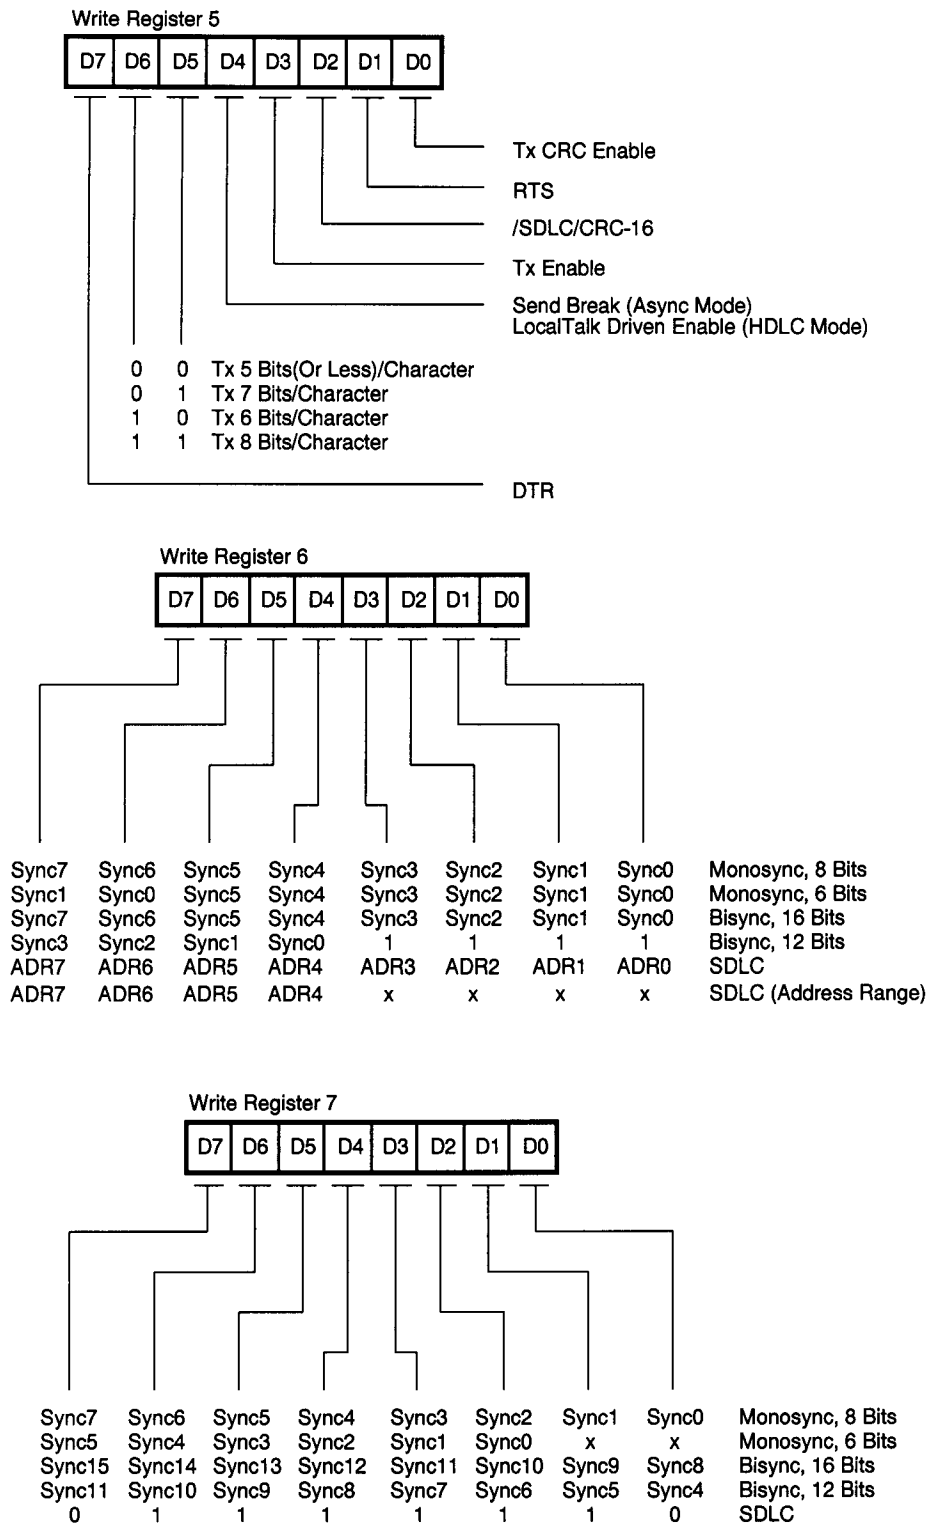 Write Register 5
D7 D6 D5 D4 D3 D2 D1 D0
Tx CRC Enable
RTS
/SDLC/CRC-16
Tx Enable
Send Break (Async Mode)
LocalTalk Driven Enable (HDLC Mode)
0 0 Tx 5 Bits(Or Less)/Character
0 1 Tx 7 Bits/Character
1 0 Tx 6 Bits/Character
1 1 Tx 8 Bits/Character
DTR
Write Register 6
D7 D6 D5 D4 D3 D2 D1 D0
Sync7 Sync6 Sync5 Sync4 Sync3 Sync2 Sync1 Sync0 Monosync, 8 Bits
Sync1 Sync0 Sync5 Sync4 Sync3 Sync2 Sync1 Sync0 Monosync, 6 Bits
Sync7 Sync6 Sync5 Sync4 Sync3 Sync2 Sync1 Sync0 Bisync, 16 Bits
Sync3 Sync2 Sync1 Sync0 1 1 1 1 Bisync, 12 Bits
ADR7 ADR6 ADR5 ADR4 ADR3 ADR2 ADR1 ADR0 SDLC
ADR7 ADR6 ADR5 ADR4 x x x x SDLC (Address Range)
Write Register 7
D7 D6 D5 D4 D3 D2 D1 D0
Sync7 Sync6 Sync5 Sync4 Sync3 Sync2 Sync1 Sync0 Monosync, 8 Bits
Sync5 Sync4 Sync3 Sync2 Sync1 Sync0 x x Monosync, 6 Bits
Sync15 Sync14 Sync13 Sync12 Sync11 Sync10 Sync9 Sync8 Bisync, 16 Bits
Sync11 Sync10 Sync9 Sync8 Sync7 Sync6 Sync5 Sync4 Bisync, 12 Bits
0 1 1 1 1 1 1 0 SDLC